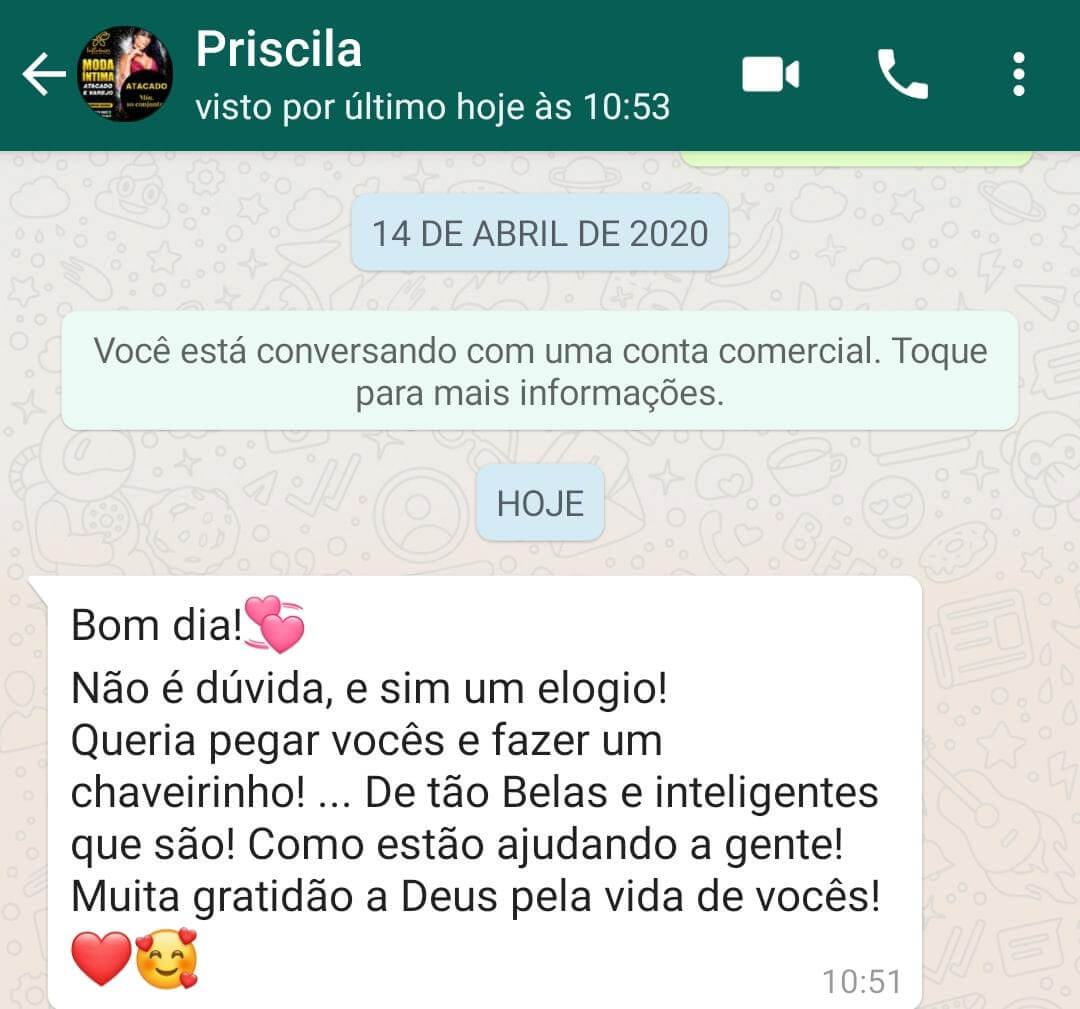 Priscila
visto por último hoje às 10:53
MODA
ÍNTIMA
ATACADO
E VAREJO
ATACADO
14 DE ABRIL DE 2020
Você está conversando com uma conta comercial. Toque
para mais informações.
HOJE
Bom dia!💞
Não é dúvida, e sim um elogio!
Queria pegar vocês e fazer um
chaveirinho! ... De tão Belas e inteligentes
que são! Como estão ajudando a gente!
Muita gratidão a Deus pela vida de vocês!
❤️🥰
10:51